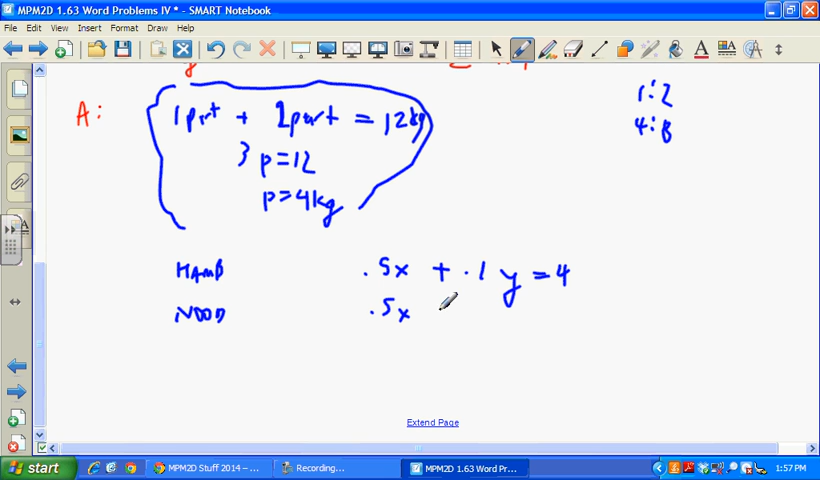 MPM2D 1.63 Word Problems IV * - SMART Notebook
File Edit View Insert Format Draw Help
1:2
A: 1 part + 2 part = 12kg
4:8
3 p=12
p=4kg
HAMB .5x + .1 y = 4
NOOD .5x
Extend Page
start MPM2D Stuff 2014 – ... Recording... MPM2D 1.63 Word Pr... 1:57 PM